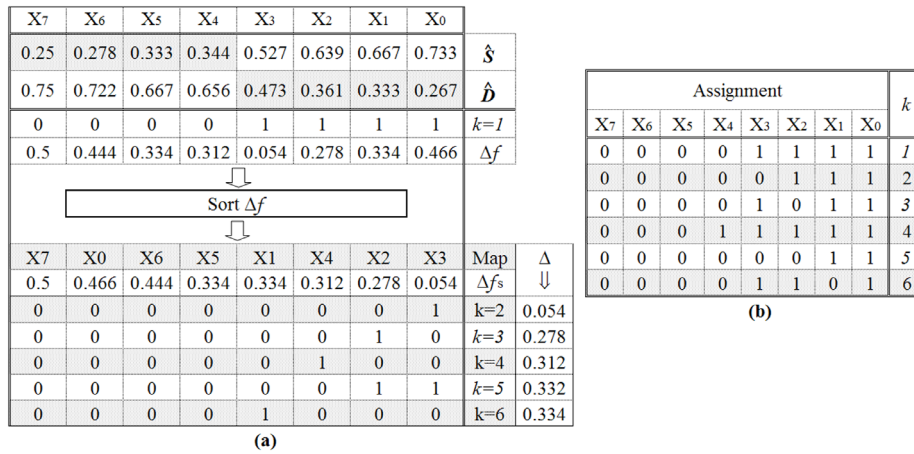 X7 X6 X5 X4 X3 X2 X1 X0
0.25 0.278 0.333 0.344 0.527 0.639 0.667 0.733 Ŝ
0.75 0.722 0.667 0.656 0.473 0.361 0.333 0.267 D̂
0 0 0 0 1 1 1 1 k=1
0.5 0.444 0.334 0.312 0.054 0.278 0.334 0.466 Δf
Sort Δf
X7 X0 X6 X5 X1 X4 X2 X3 Map Δ
0.5 0.466 0.444 0.334 0.334 0.312 0.278 0.054 Δfs ⇓
0 0 0 0 0 0 0 1 k=2 0.054
0 0 0 0 0 0 1 0 k=3 0.278
0 0 0 0 0 1 0 0 k=4 0.312
0 0 0 0 0 0 1 1 k=5 0.332
0 0 0 0 1 0 0 0 k=6 0.334
(a)
Assignment k
X7 X6 X5 X4 X3 X2 X1 X0
0 0 0 0 1 1 1 1 1
0 0 0 0 0 1 1 1 2
0 0 0 0 1 0 1 1 3
0 0 0 1 1 1 1 1 4
0 0 0 0 0 0 1 1 5
0 0 0 0 1 1 0 1 6
(b)